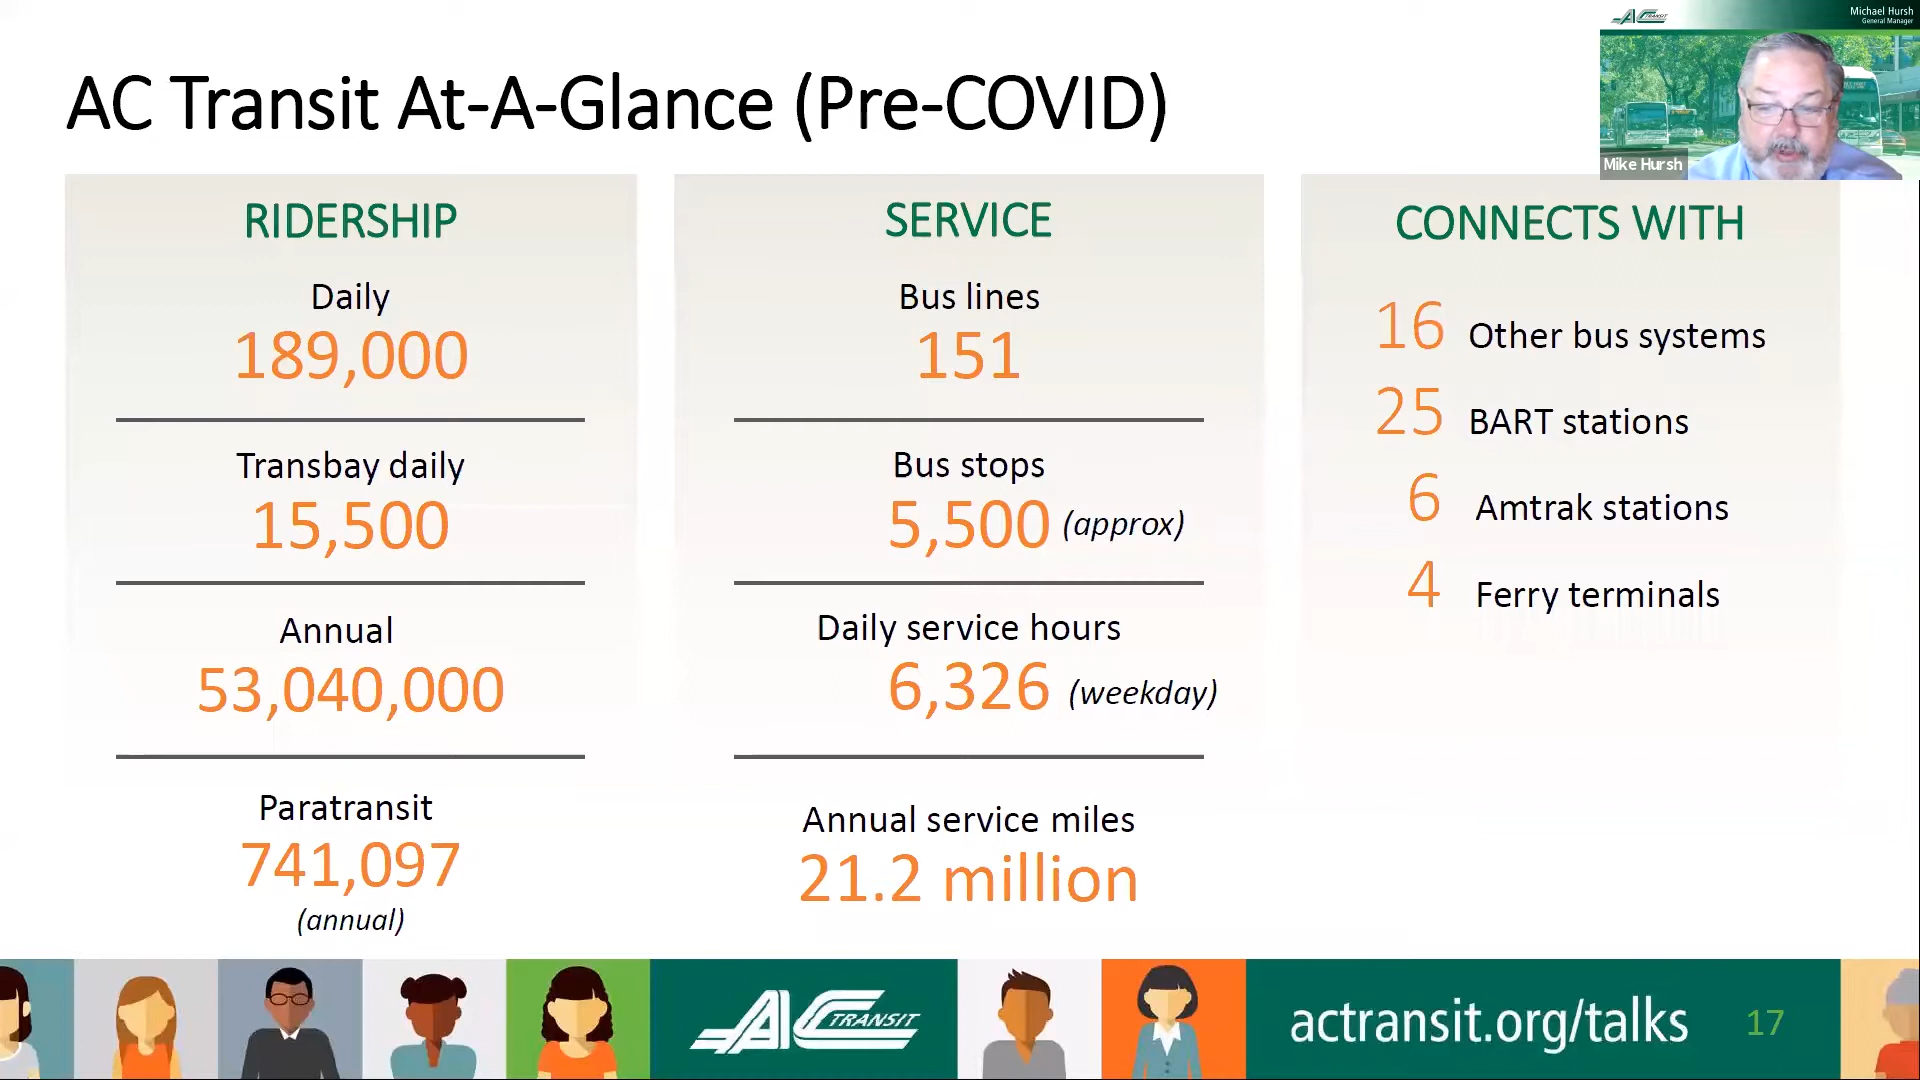 AC Transit At-A-Glance (Pre-COVID)
AC TRANSIT
Michael Hursh
General Manager
Mike Hursh
RIDERSHIP
Daily
189,000
Transbay daily
15,500
Annual
53,040,000
Paratransit
741,097
(annual)
SERVICE
Bus lines
151
Bus stops
5,500 (approx)
Daily service hours
6,326 (weekday)
Annual service miles
21.2 million
CONNECTS WITH
16 Other bus systems
25 BART stations
6 Amtrak stations
4 Ferry terminals
AC TRANSIT
actransit.org/talks
17